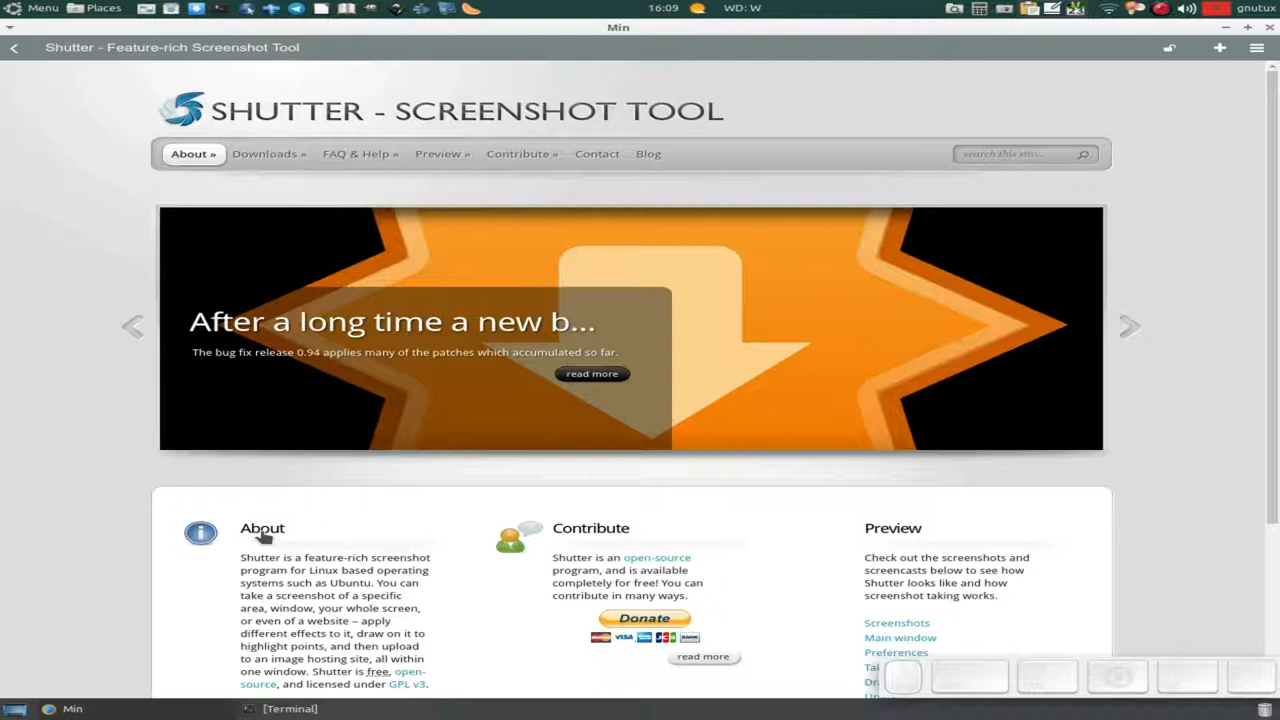 Menu Places 16:09 WD: W gnutux
Min
Shutter - Feature-rich Screenshot Tool
SHUTTER - SCREENSHOT TOOL
About » Downloads » FAQ & Help » Preview » Contribute » Contact Blog search this site...
After a long time a new b...
The bug fix release 0.94 applies many of the patches which accumulated so far.
read more
About
Shutter is a feature-rich screenshot
program for Linux based operating
systems such as Ubuntu. You can
take a screenshot of a specific
area, window, your whole screen,
or even of a website – apply
different effects to it, draw on it to
highlight points, and then upload
to an image hosting site, all within
one window. Shutter is free, open-
source, and licensed under GPL v3.
Contribute
Shutter is an open-source
program, and is available
completely for free! You can
contribute in many ways.
Donate
VISA
JCB
BANK
read more
Preview
Check out the screenshots and
screencasts below to see how
Shutter looks like and how
screenshot taking works.
Screenshots
Main window
Preferences
Min [Terminal]